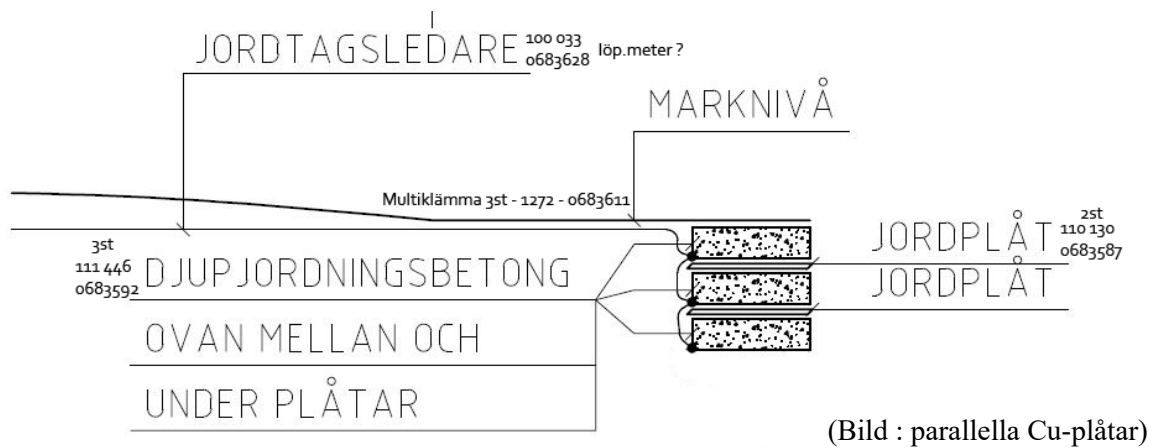 JORDTAGSLEDARE
100 033
0683628 löp.meter ?
MARKNIVÅ
Multiklämma 3st - 1272 - 0683611
3st
111 446
0683592
DJUPJORDNINGSBETONG
OVAN MELLAN OCH
UNDER PLÅTAR
JORDPLÅT
2st
110 130
0683587
JORDPLÅT
(Bild : parallella Cu-plåtar)